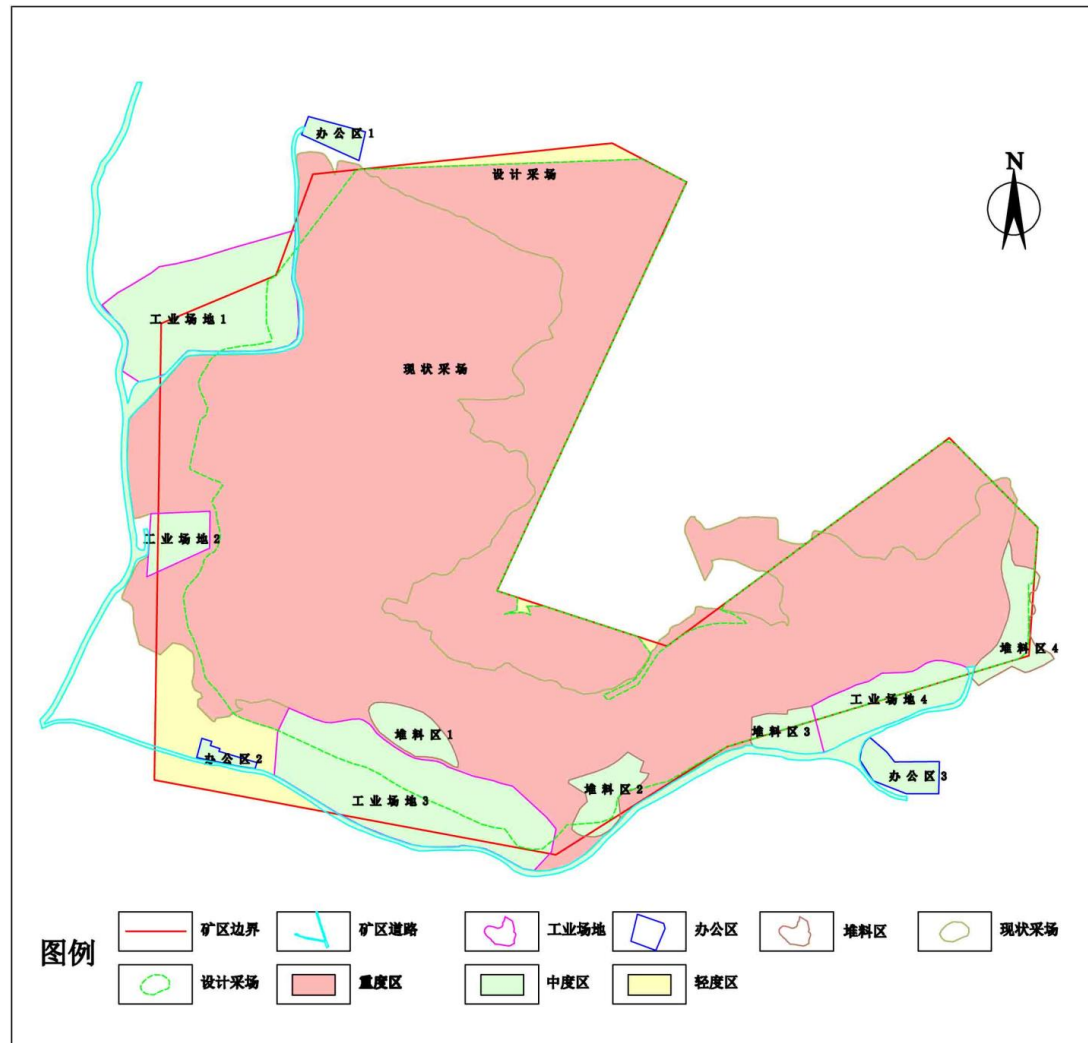 办公区1
设计采场
N
工业场地1
现状采场
工业场地2
堆料区4
工业场地4
堆料区1
堆料区3
办公区2
办公区3
堆料区2
工业场地3
图例
矿区边界
矿区道路
工业场地
办公区
堆料区
现状采场
设计采场
重度区
中度区
轻度区